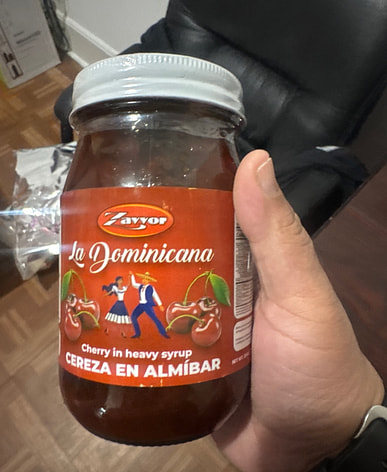 Zayyor
La Dominicana
Cherry in heavy syrup
CEREZA EN ALMÍBAR